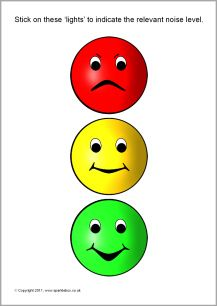 Stick on these 'lights' to indicate the relevant noise level.
© Copyright 2011, www.sparklebox.co.uk